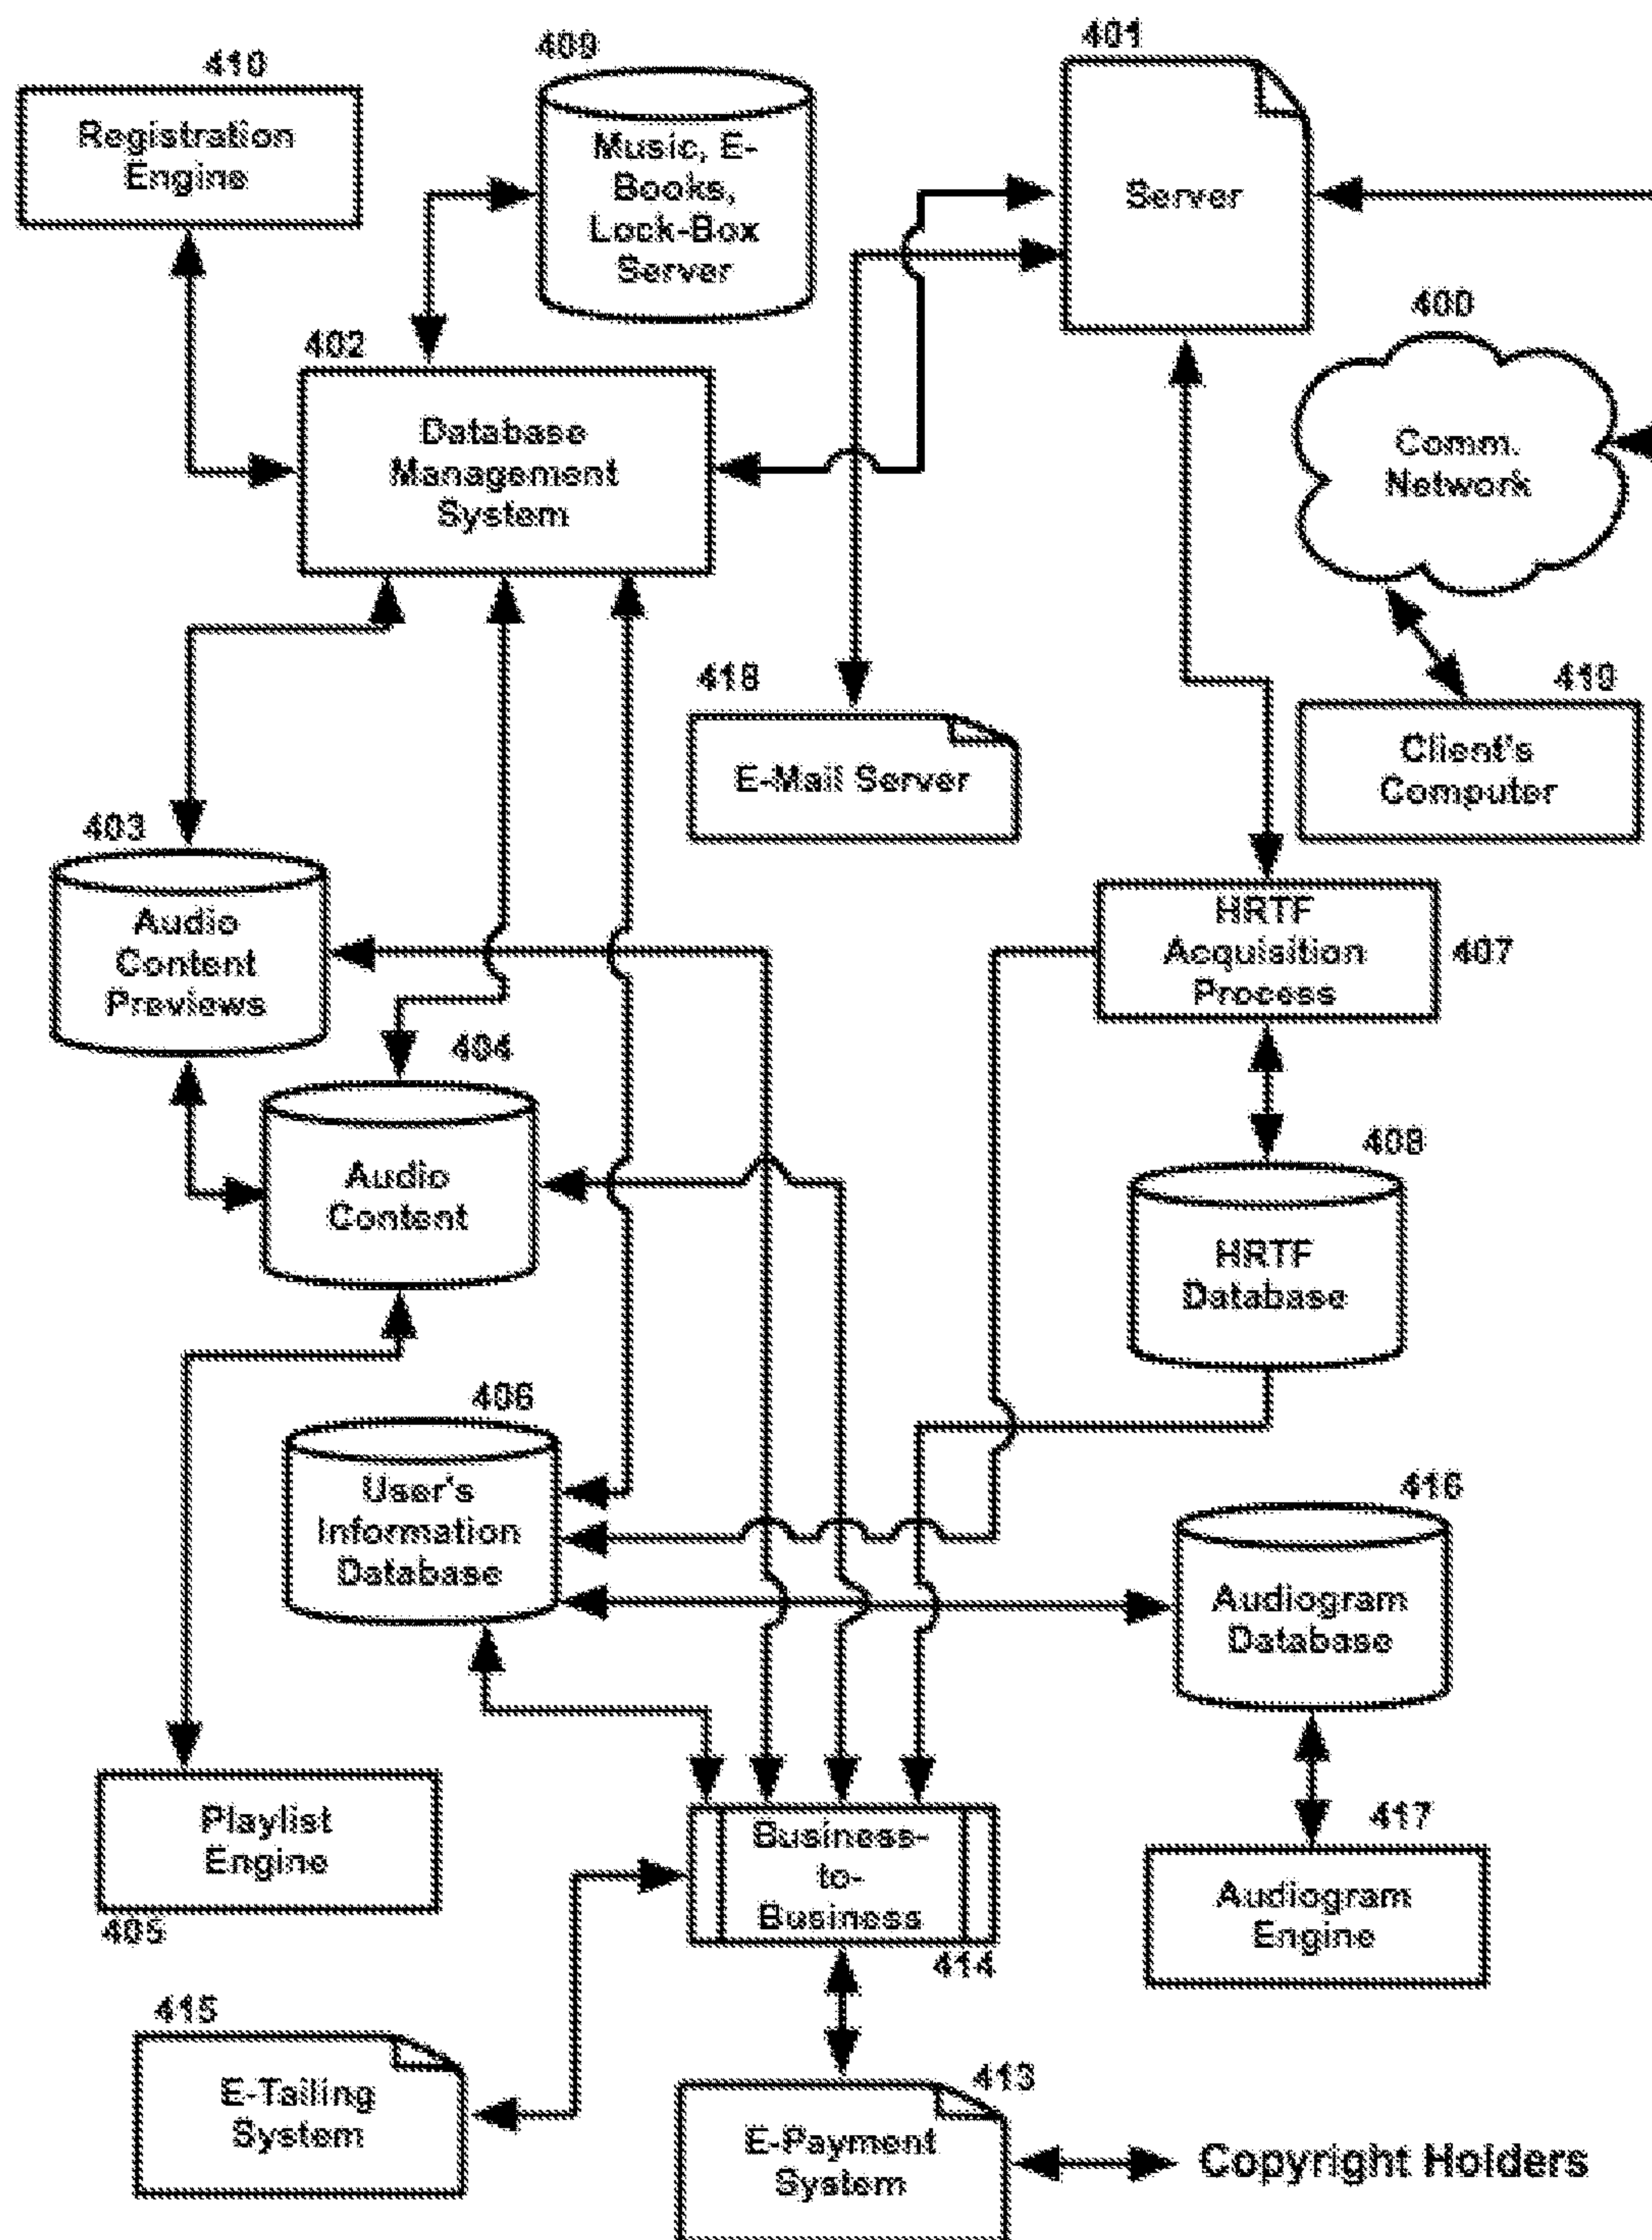 410
409
401
Registration
Engine
Music, E-
Books,
Lock-Box
Server
Server
400
402
Comm.
Network
Database
Management
System
418
419
E-Mail Server
Client's
Computer
403
Audio
Content
Previews
HRTF
Acquisition
Process
407
404
408
Audio
Content
HRTF
Database
406
User's
Information
Database
416
Audiogram
Database
Playlist
Engine
405
Business-
to-
Business
414
417
Audiogram
Engine
415
E-Tailing
System
413
E-Payment
System
Copyright Holders